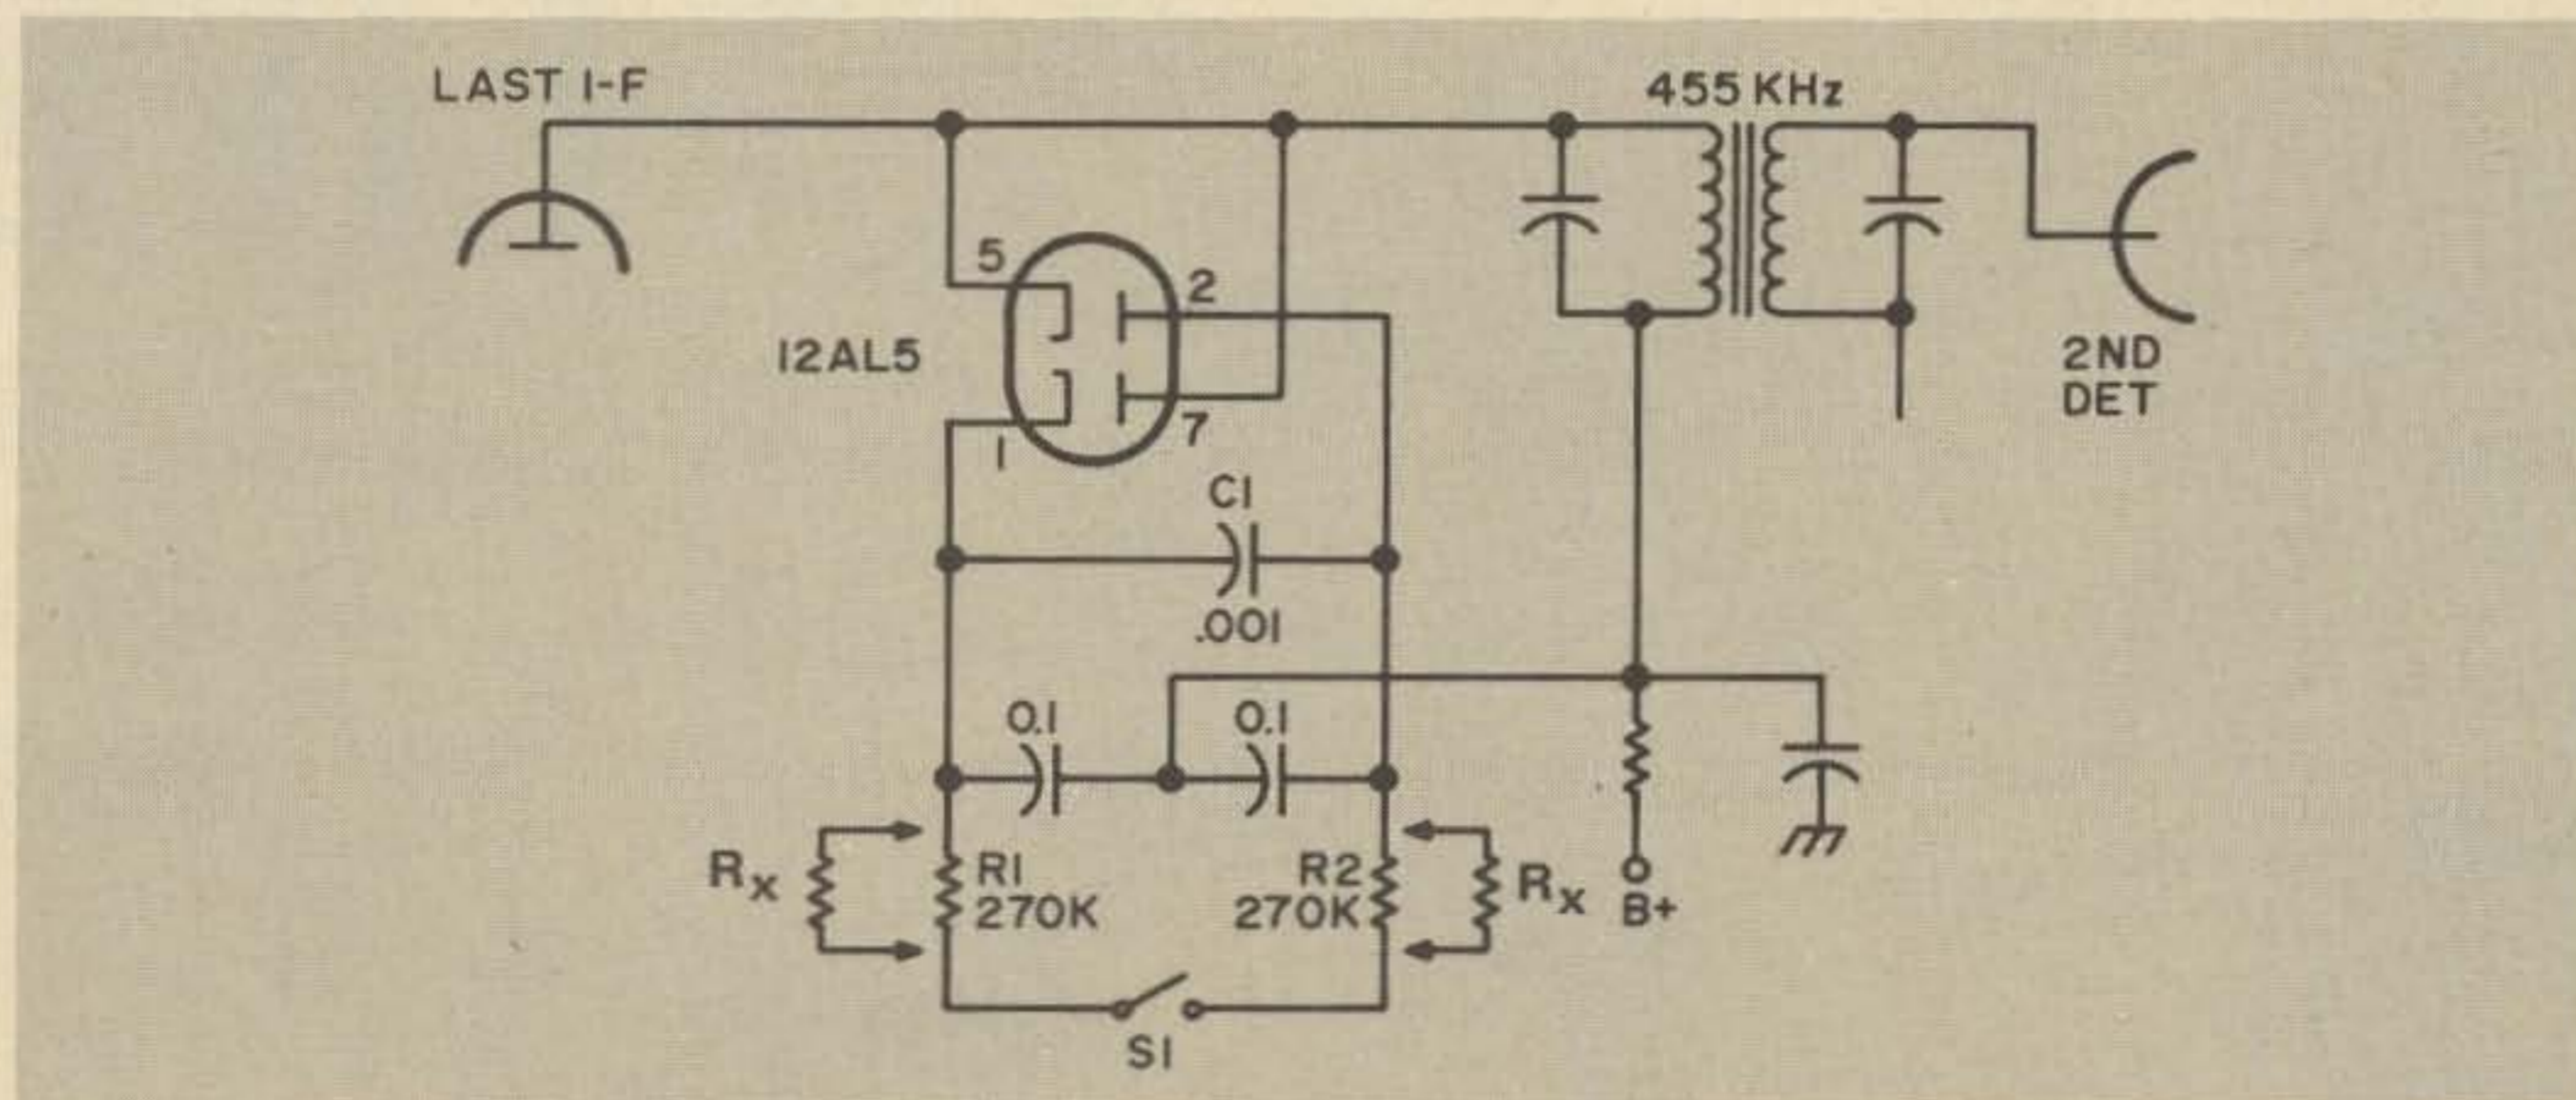 LAST I-F
455 KHz
5
2
12AL5
2ND
DET
1
7
C1
.001
0.1
0.1
Rx
R1
270K
R2
270K
Rx
B+
S1